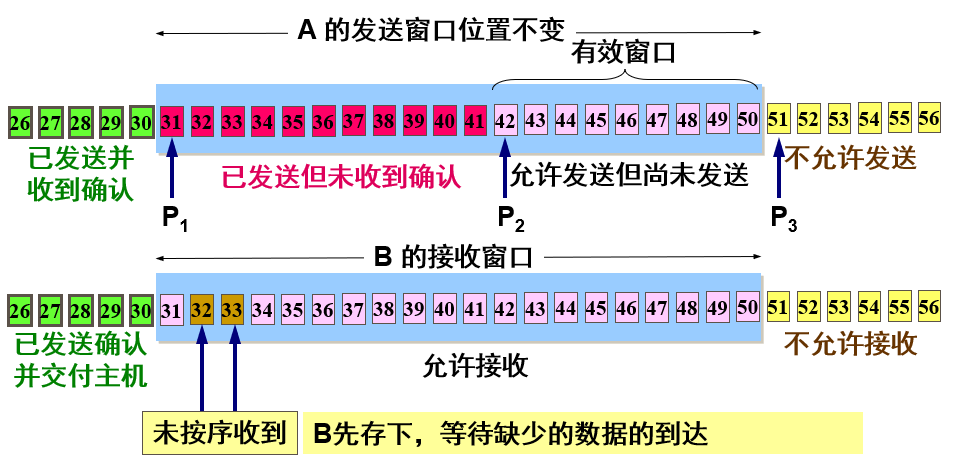 A 的发送窗口位置不变
有效窗口
26 27 28 29 30 31 32 33 34 35 36 37 38 39 40 41 42 43 44 45 46 47 48 49 50 51 52 53 54 55 56
已发送并
收到确认
已发送但未收到确认
允许发送但尚未发送
不允许发送
P1
P2
P3
B 的接收窗口
26 27 28 29 30 31 32 33 34 35 36 37 38 39 40 41 42 43 44 45 46 47 48 49 50 51 52 53 54 55 56
已发送确认
并交付主机
允许接收
不允许接收
未按序收到
B先存下，等待缺少的数据的到达